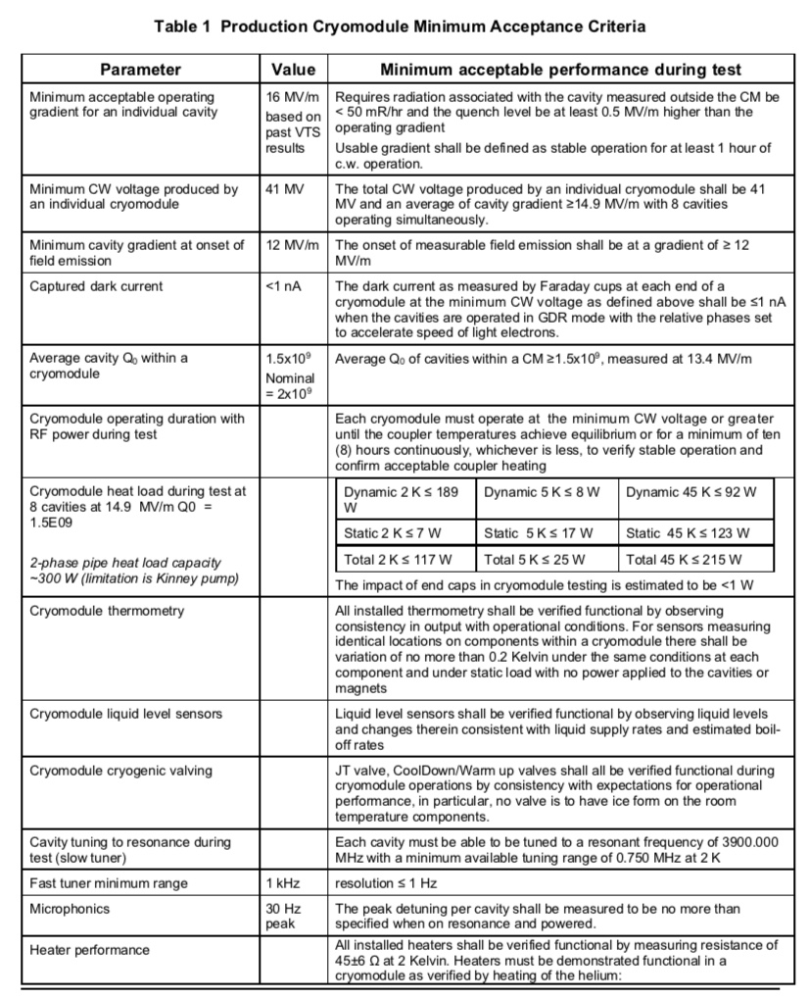 Table 1 Production Cryomodule Minimum Acceptance Criteria
Parameter
Value
Minimum acceptable performance during test
Minimum acceptable operating
gradient for an individual cavity
16 MV/m
based on
past VTS
results
Requires radiation associated with the cavity measured outside the CM be
< 50 mR/hr and the quench level be at least 0.5 MV/m higher than the
operating gradient
Usable gradient shall be defined as stable operation for at least 1 hour of
c.w. operation.
Minimum CW voltage produced by
an individual cryomodule
41 MV
The total CW voltage produced by an individual cryomodule shall be 41
MV and an average of cavity gradient ≥14.9 MV/m with 8 cavities
operating simultaneously.
Minimum cavity gradient at onset of
field emission
12 MV/m
The onset of measurable field emission shall be at a gradient of ≥ 12
MV/m
Captured dark current
<1 nA
The dark current as measured by Faraday cups at each end of a
cryomodule at the minimum CW voltage as defined above shall be ≤1 nA
when the cavities are operated in GDR mode with the relative phases set
to accelerate speed of light electrons.
Average cavity Q₀ within a
cryomodule
1.5x10⁹
Nominal
= 2x10⁹
Average Q₀ of cavities within a CM ≥1.5x10⁹, measured at 13.4 MV/m
Cryomodule operating duration with
RF power during test
Each cryomodule must operate at the minimum CW voltage or greater
until the coupler temperatures achieve equilibrium or for a minimum of ten
(8) hours continuously, whichever is less, to verify stable operation and
confirm acceptable coupler heating
Cryomodule heat load during test at
8 cavities at 14.9 MV/m Q0 =
1.5E09
2-phase pipe heat load capacity
~300 W (limitation is Kinney pump)
Dynamic 2 K ≤ 189
W
Dynamic 5 K ≤ 8 W
Dynamic 45 K ≤ 92 W
Static 2 K ≤ 7 W
Static 5 K ≤ 17 W
Static 45 K ≤ 123 W
Total 2 K ≤ 117 W
Total 5 K ≤ 25 W
Total 45 K ≤ 215 W
The impact of end caps in cryomodule testing is estimated to be <1 W
Cryomodule thermometry
All installed thermometry shall be verified functional by observing
consistency in output with operational conditions. For sensors measuring
identical locations on components within a cryomodule there shall be
variation of no more than 0.2 Kelvin under the same conditions at each
component and under static load with no power applied to the cavities or
magnets
Cryomodule liquid level sensors
Liquid level sensors shall be verified functional by observing liquid levels
and changes therein consistent with liquid supply rates and estimated boil-
off rates
Cryomodule cryogenic valving
JT valve, CoolDown/Warm up valves shall all be verified functional during
cryomodule operations by consistency with expectations for operational
performance, in particular, no valve is to have ice form on the room
temperature components.
Cavity tuning to resonance during
test (slow tuner)
Each cavity must be able to be tuned to a resonant frequency of 3900.000
MHz with a minimum available tuning range of 0.750 MHz at 2 K
Fast tuner minimum range
1 kHz
resolution ≤ 1 Hz
Microphonics
30 Hz
peak
The peak detuning per cavity shall be measured to be no more than
specified when on resonance and powered.
Heater performance
All installed heaters shall be verified functional by measuring resistance of
45±6 Ω at 2 Kelvin. Heaters must be demonstrated functional in a
cryomodule as verified by heating of the helium: